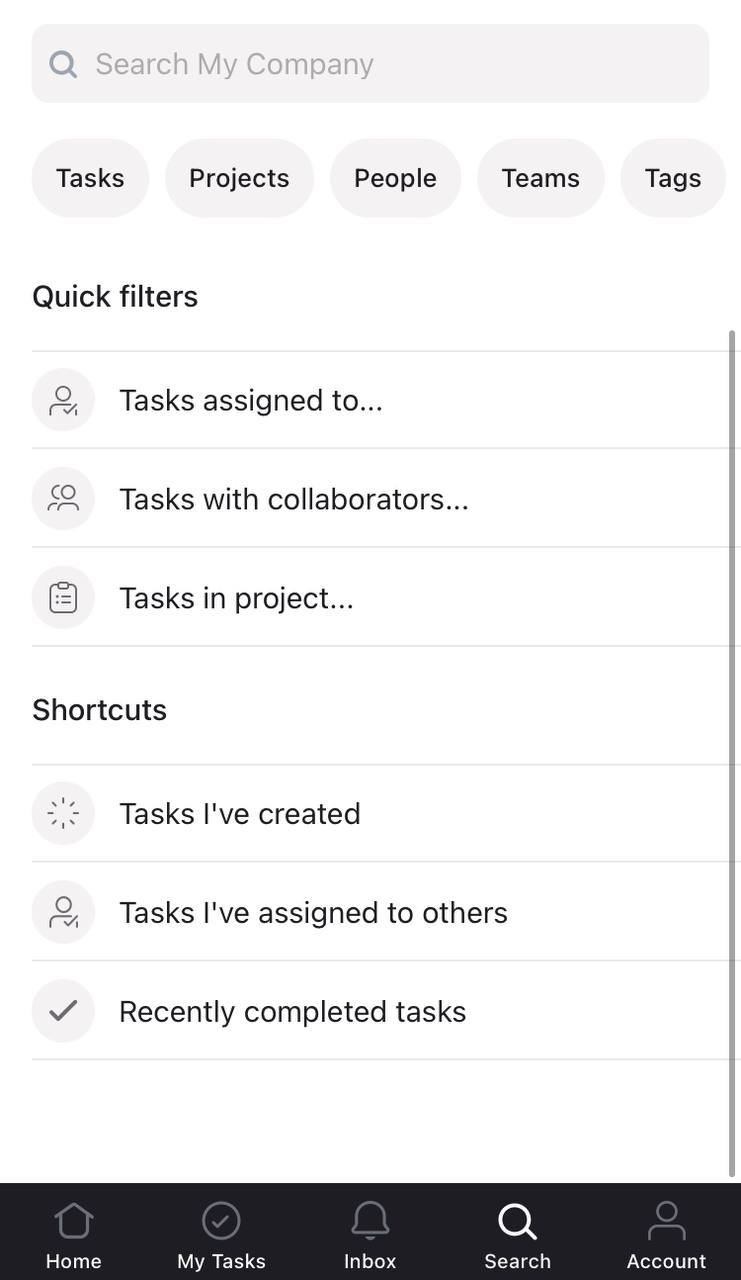 Search My Company
Tasks Projects People Teams Tags
Quick filters
Tasks assigned to...
Tasks with collaborators...
Tasks in project...
Shortcuts
Tasks I've created
Tasks I've assigned to others
Recently completed tasks
Home My Tasks Inbox Search Account